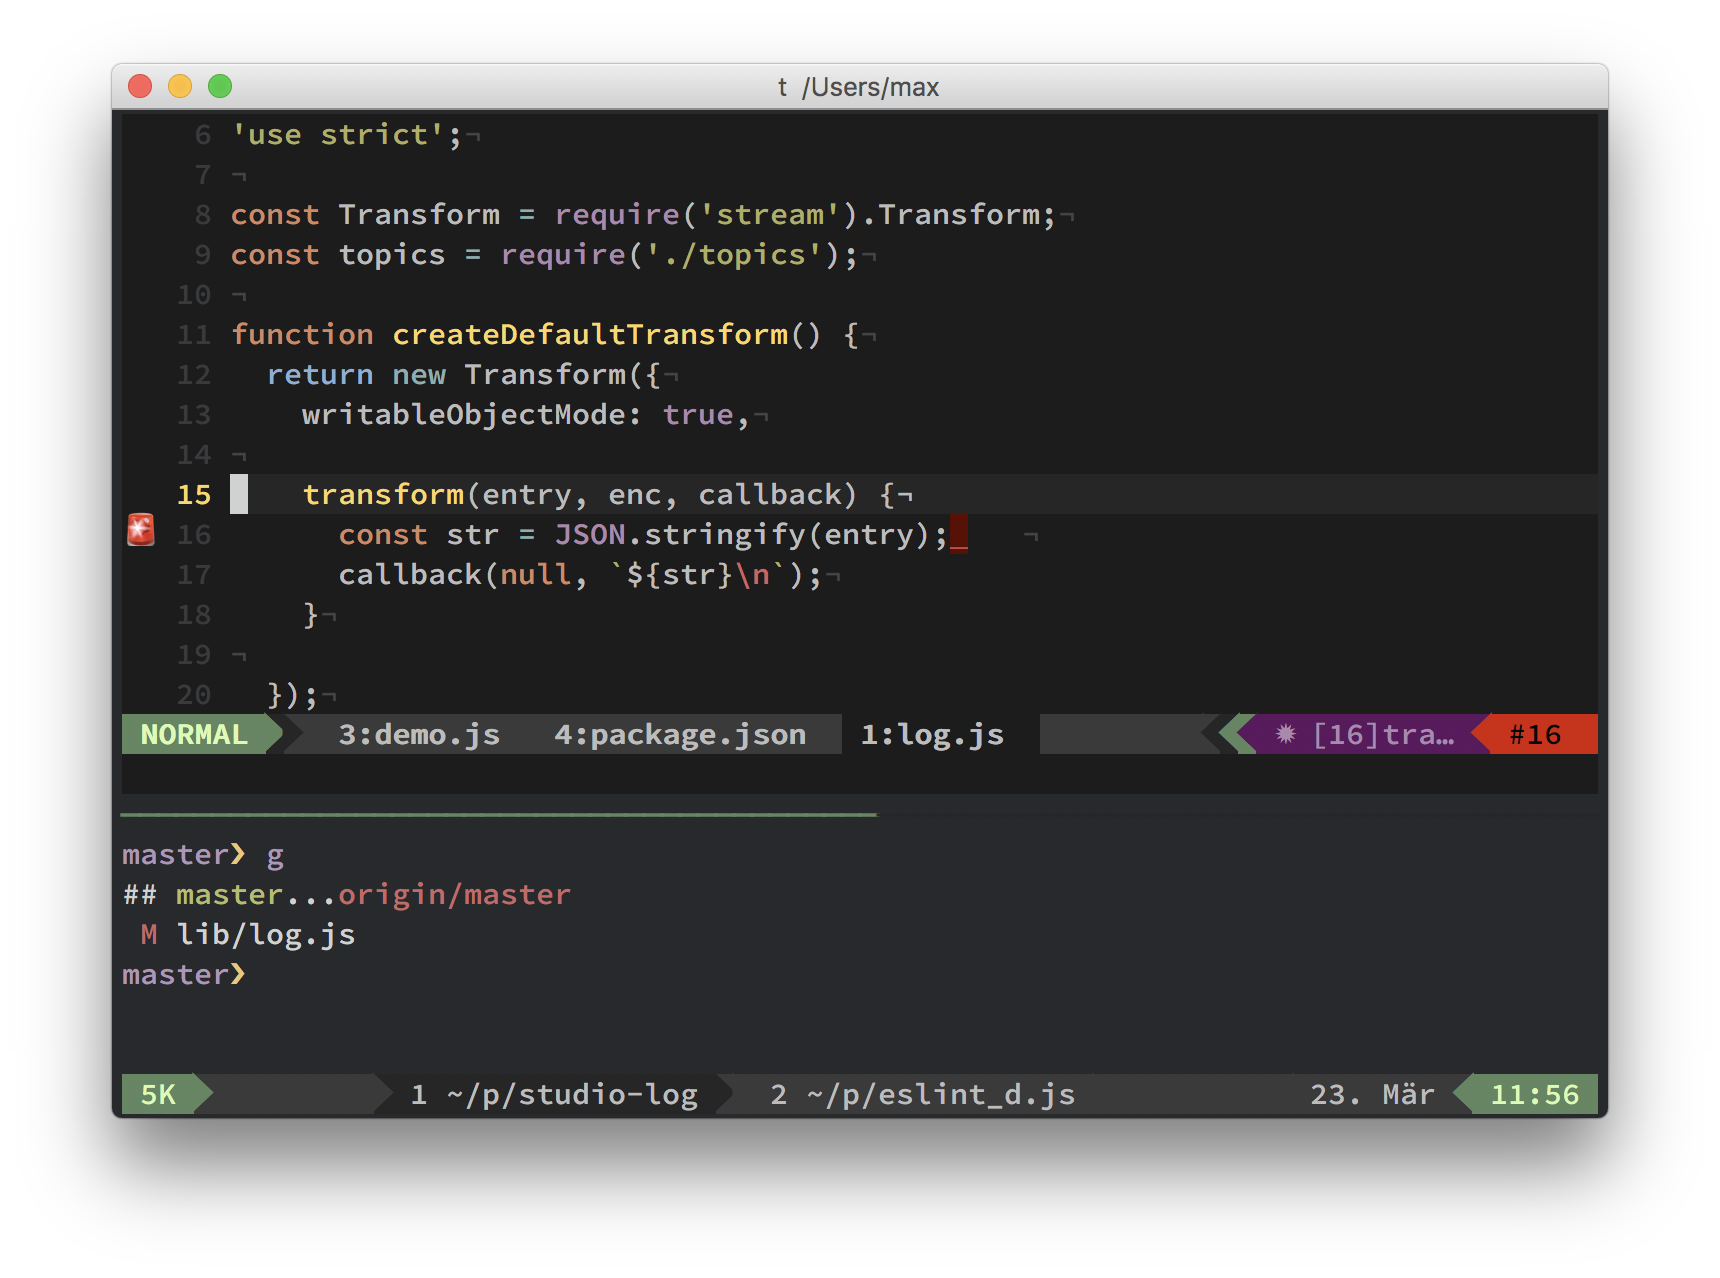 t /Users/max
6 'use strict';¬
7 ¬
8 const Transform = require('stream').Transform;¬
9 const topics = require('./topics');¬
10 ¬
11 function createDefaultTransform() {¬
12   return new Transform({¬
13     writableObjectMode: true,¬
14 ¬
15     transform(entry, enc, callback) {¬
16       const str = JSON.stringify(entry);_   ¬
17       callback(null, `${str}\n`);¬
18     }¬
19 ¬
20   });¬
NORMAL 3:demo.js 4:package.json 1:log.js ✹ [16]tra… #16
master❯ g
## master...origin/master
 M lib/log.js
master❯
5K 1 ~/p/studio-log 2 ~/p/eslint_d.js 23. Mär 11:56